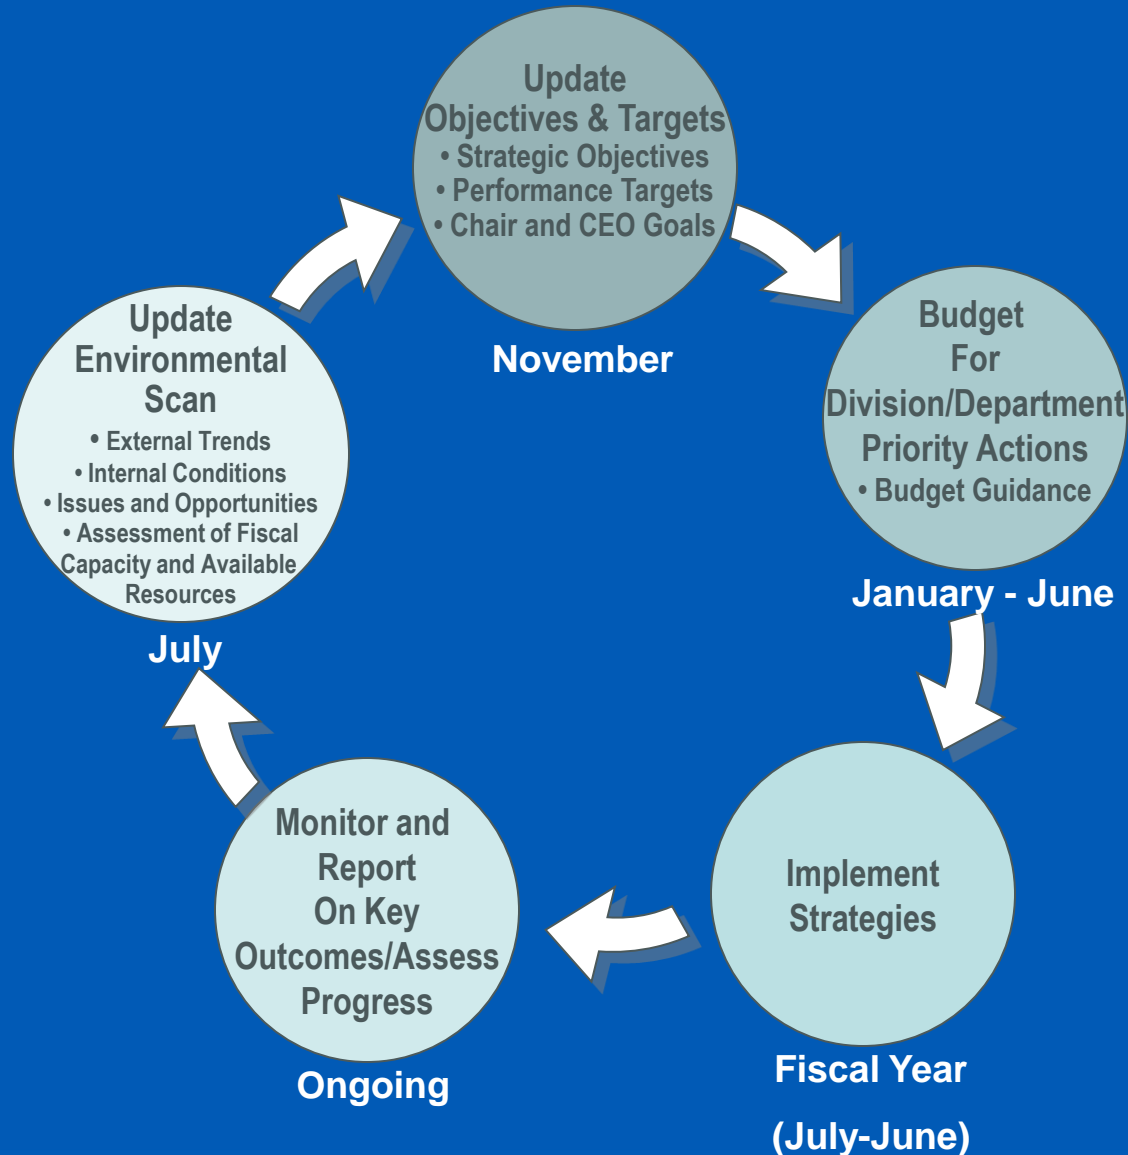 Update
Objectives & Targets
• Strategic Objectives
• Performance Targets
• Chair and CEO Goals
November
Budget
For
Division/Department
Priority Actions
• Budget Guidance
January - June
Implement
Strategies
Fiscal Year
(July-June)
Monitor and
Report
On Key
Outcomes/Assess
Progress
Ongoing
Update
Environmental
Scan
• External Trends
• Internal Conditions
• Issues and Opportunities
• Assessment of Fiscal
Capacity and Available
Resources
July